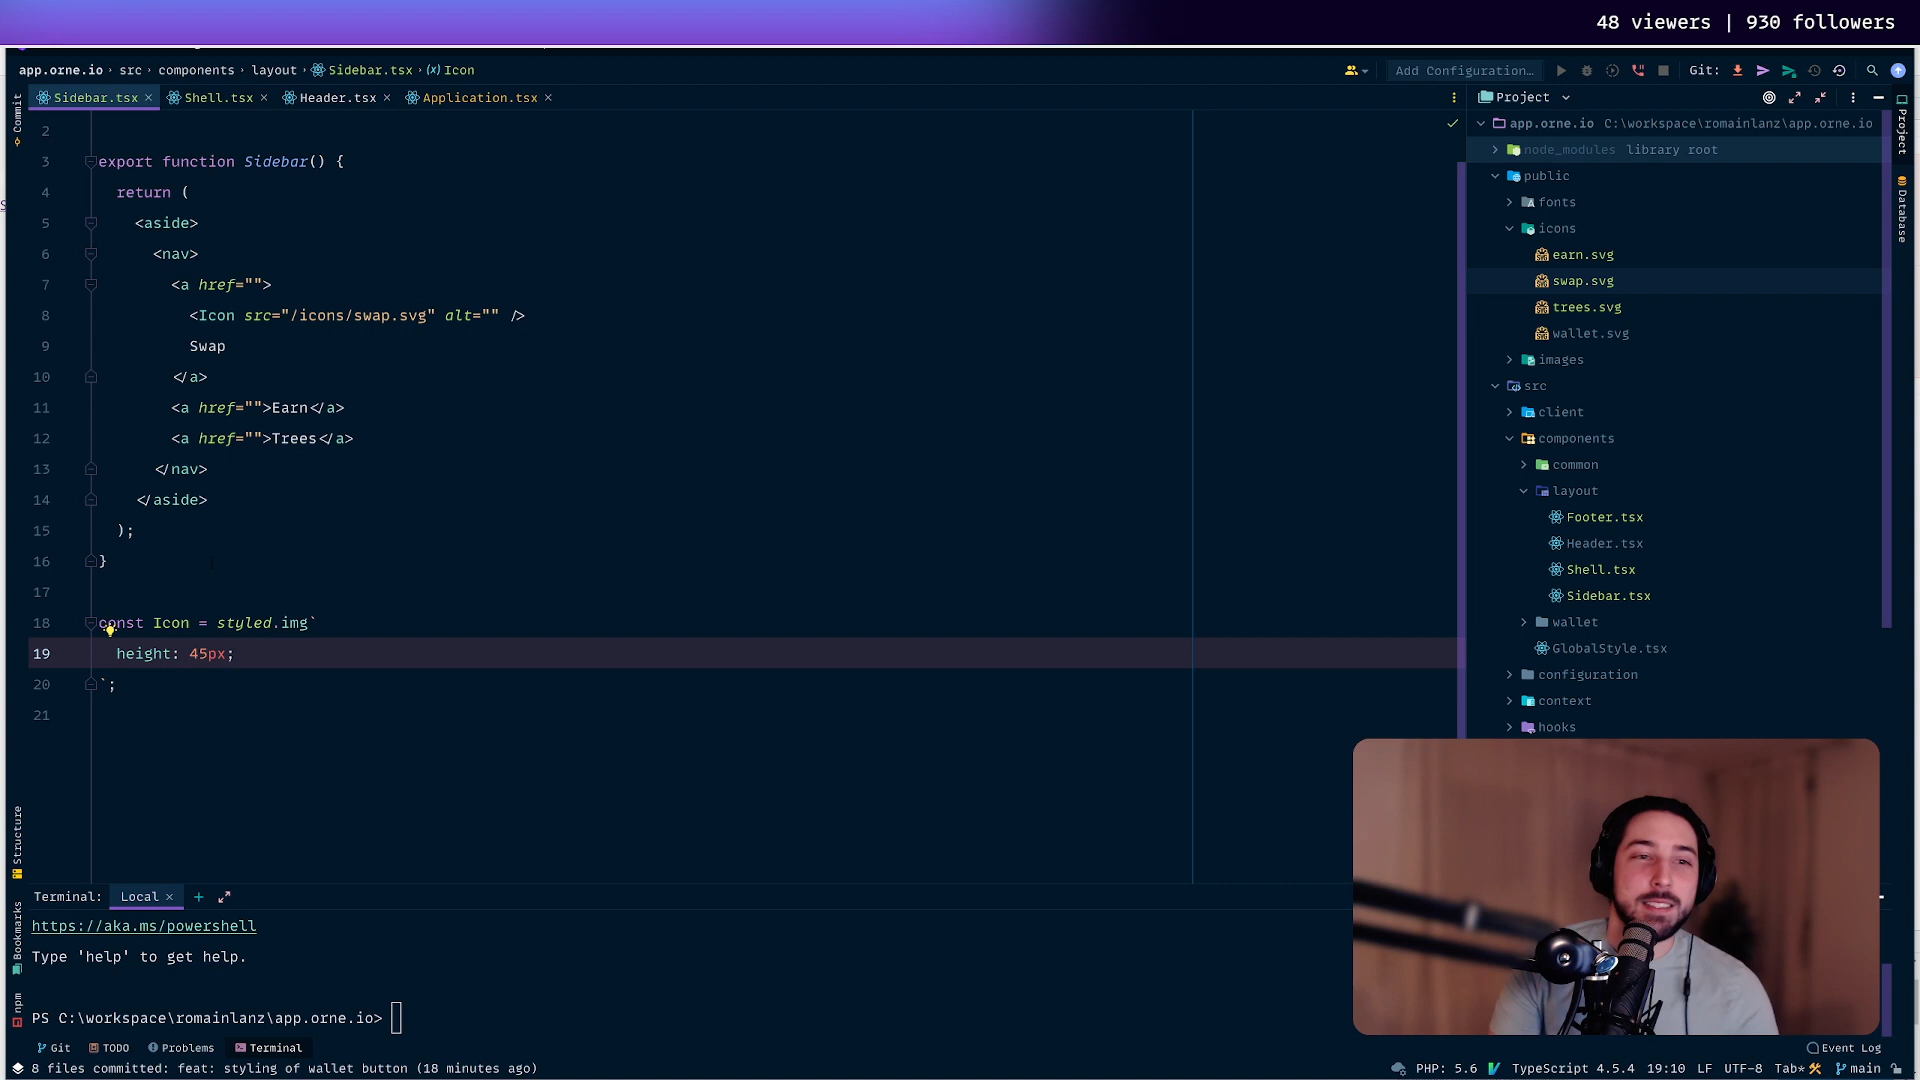 48 viewers | 930 followers
app.orne.io › src › components › layout › Sidebar.tsx › (x) Icon
Add Configuration...
Git:
Sidebar.tsx
Shell.tsx
Header.tsx
Application.tsx
Project
Commit
Project
Database
2
3 export function Sidebar() {
4 return (
5 <aside>
6 <nav>
7 <a href="">
8 <Icon src="/icons/swap.svg" alt="" />
9 Swap
10 </a>
11 <a href="">Earn</a>
12 <a href="">Trees</a>
13 </nav>
14 </aside>
15 );
16 }
17
18 const Icon = styled.img`
19 height: 45px;
20 `;
21
app.orne.io C:\workspace\romainlanz\app.orne.io
node_modules library root
public
fonts
icons
earn.svg
swap.svg
trees.svg
wallet.svg
images
src
client
components
common
layout
Footer.tsx
Header.tsx
Shell.tsx
Sidebar.tsx
wallet
GlobalStyle.tsx
configuration
context
hooks
Structure
Bookmarks
npm
Terminal: Local +
https://aka.ms/powershell
Type 'help' to get help.
PS C:\workspace\romainlanz\app.orne.io>
Git
TODO
Problems
Terminal
Event Log
8 files committed: feat: styling of wallet button (18 minutes ago)
PHP: 5.6
TypeScript 4.5.4
19:10
LF
UTF-8
Tab*
main